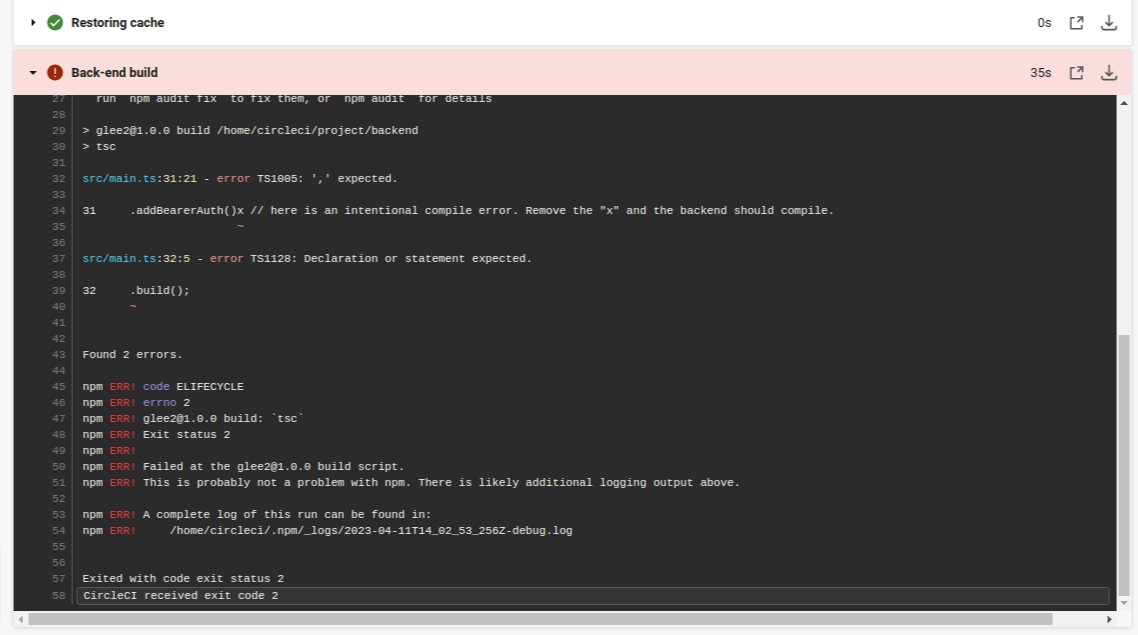 Restoring cache 0s
Back-end build 35s
27 run npm audit fix to fix them, or npm audit for details
28
29 > glee2@1.0.0 build /home/circleci/project/backend
30 > tsc
31
32 src/main.ts:31:21 - error TS1005: ',' expected.
33
34 31     .addBearerAuth()x // here is an intentional compile error. Remove the "x" and the backend should compile.
35                        ~
36
37 src/main.ts:32:5 - error TS1128: Declaration or statement expected.
38
39 32     .build();
40        ~
41
42
43 Found 2 errors.
44
45 npm ERR! code ELIFECYCLE
46 npm ERR! errno 2
47 npm ERR! glee2@1.0.0 build: `tsc`
48 npm ERR! Exit status 2
49 npm ERR!
50 npm ERR! Failed at the glee2@1.0.0 build script.
51 npm ERR! This is probably not a problem with npm. There is likely additional logging output above.
52
53 npm ERR! A complete log of this run can be found in:
54 npm ERR!     /home/circleci/.npm/_logs/2023-04-11T14_02_53_256Z-debug.log
55
56
57 Exited with code exit status 2
58 CircleCI received exit code 2